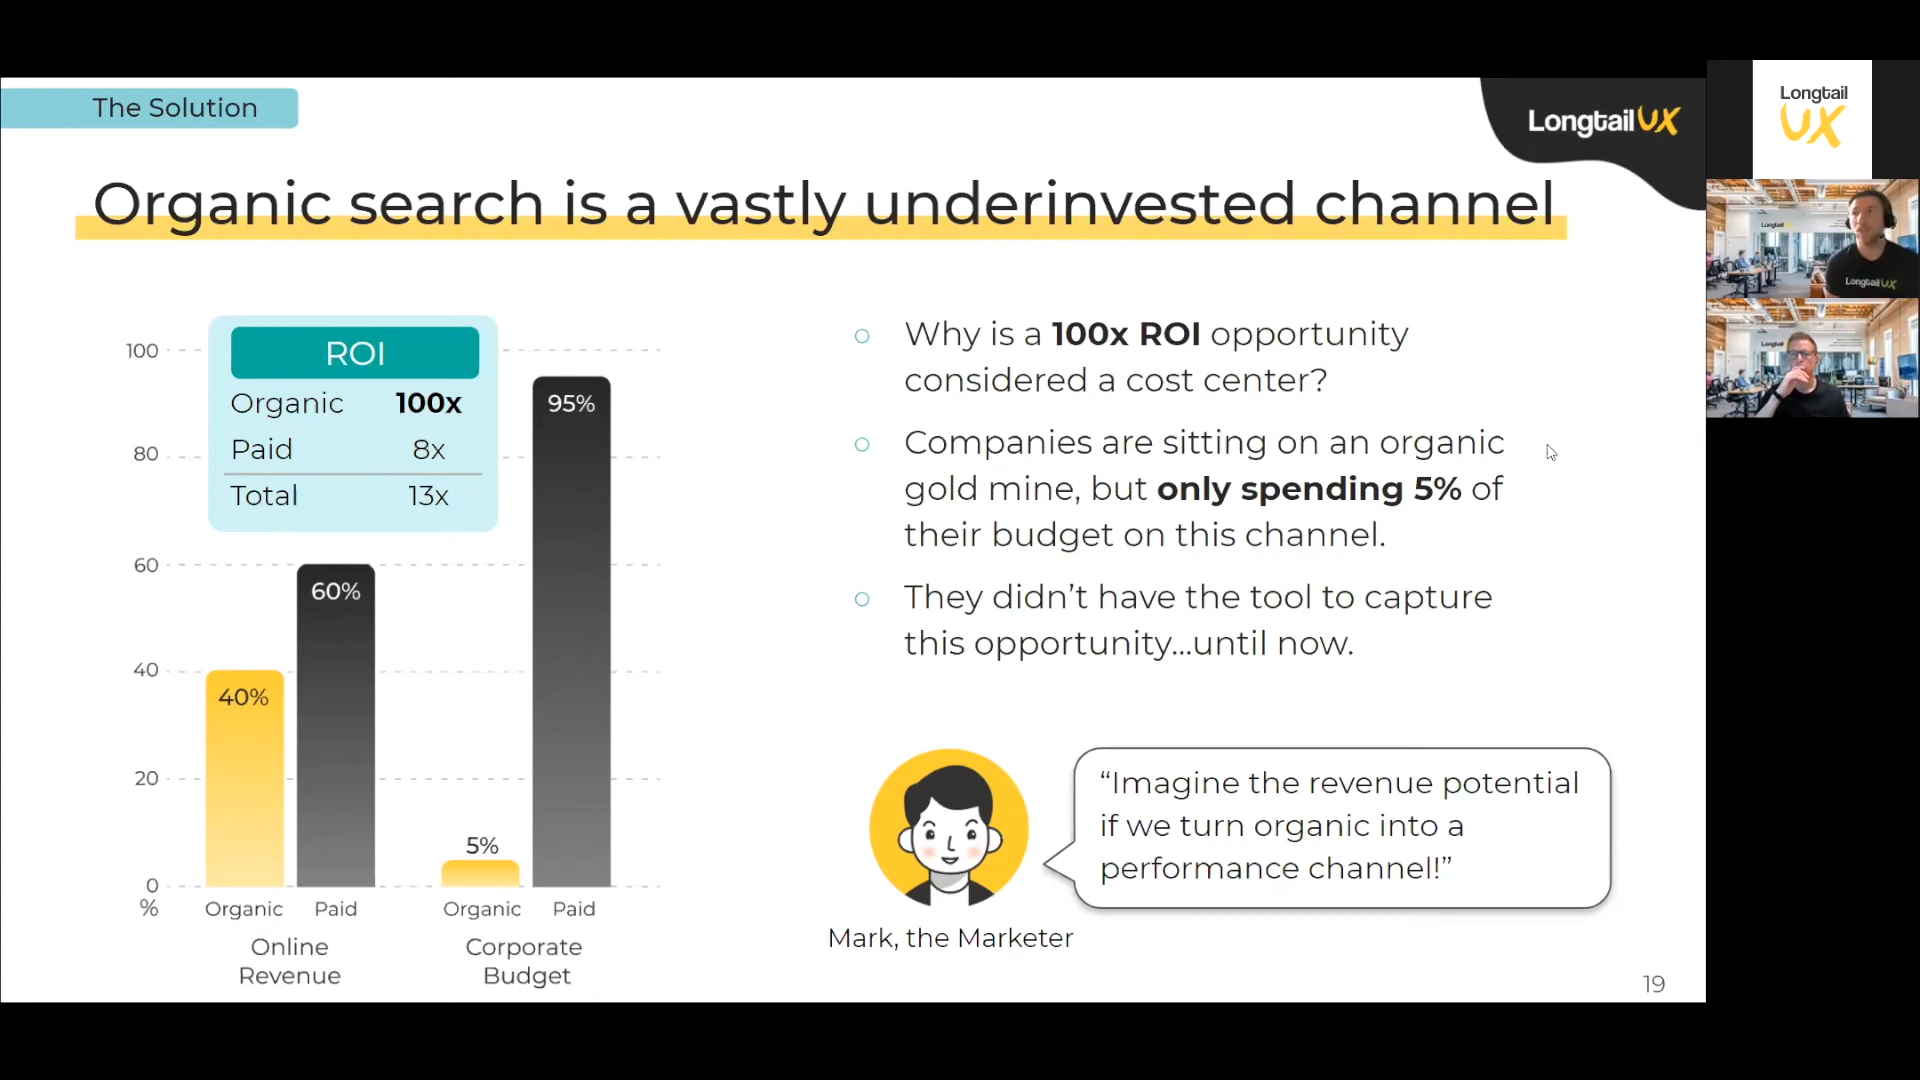 The Solution
LongtailUX
Organic search is a vastly underinvested channel
ROI
Organic 100x
Paid 8x
Total 13x
100
80
60
40
20
0
%
40%
60%
5%
95%
Organic Paid Organic Paid
Online
Revenue
Corporate
Budget
Why is a 100x ROI opportunity
considered a cost center?
Companies are sitting on an organic
gold mine, but only spending 5% of
their budget on this channel.
They didn’t have the tool to capture
this opportunity...until now.
“Imagine the revenue potential
if we turn organic into a
performance channel!”
Mark, the Marketer
19
Longtail
UX
Longtail
LongtailUX
Longtail